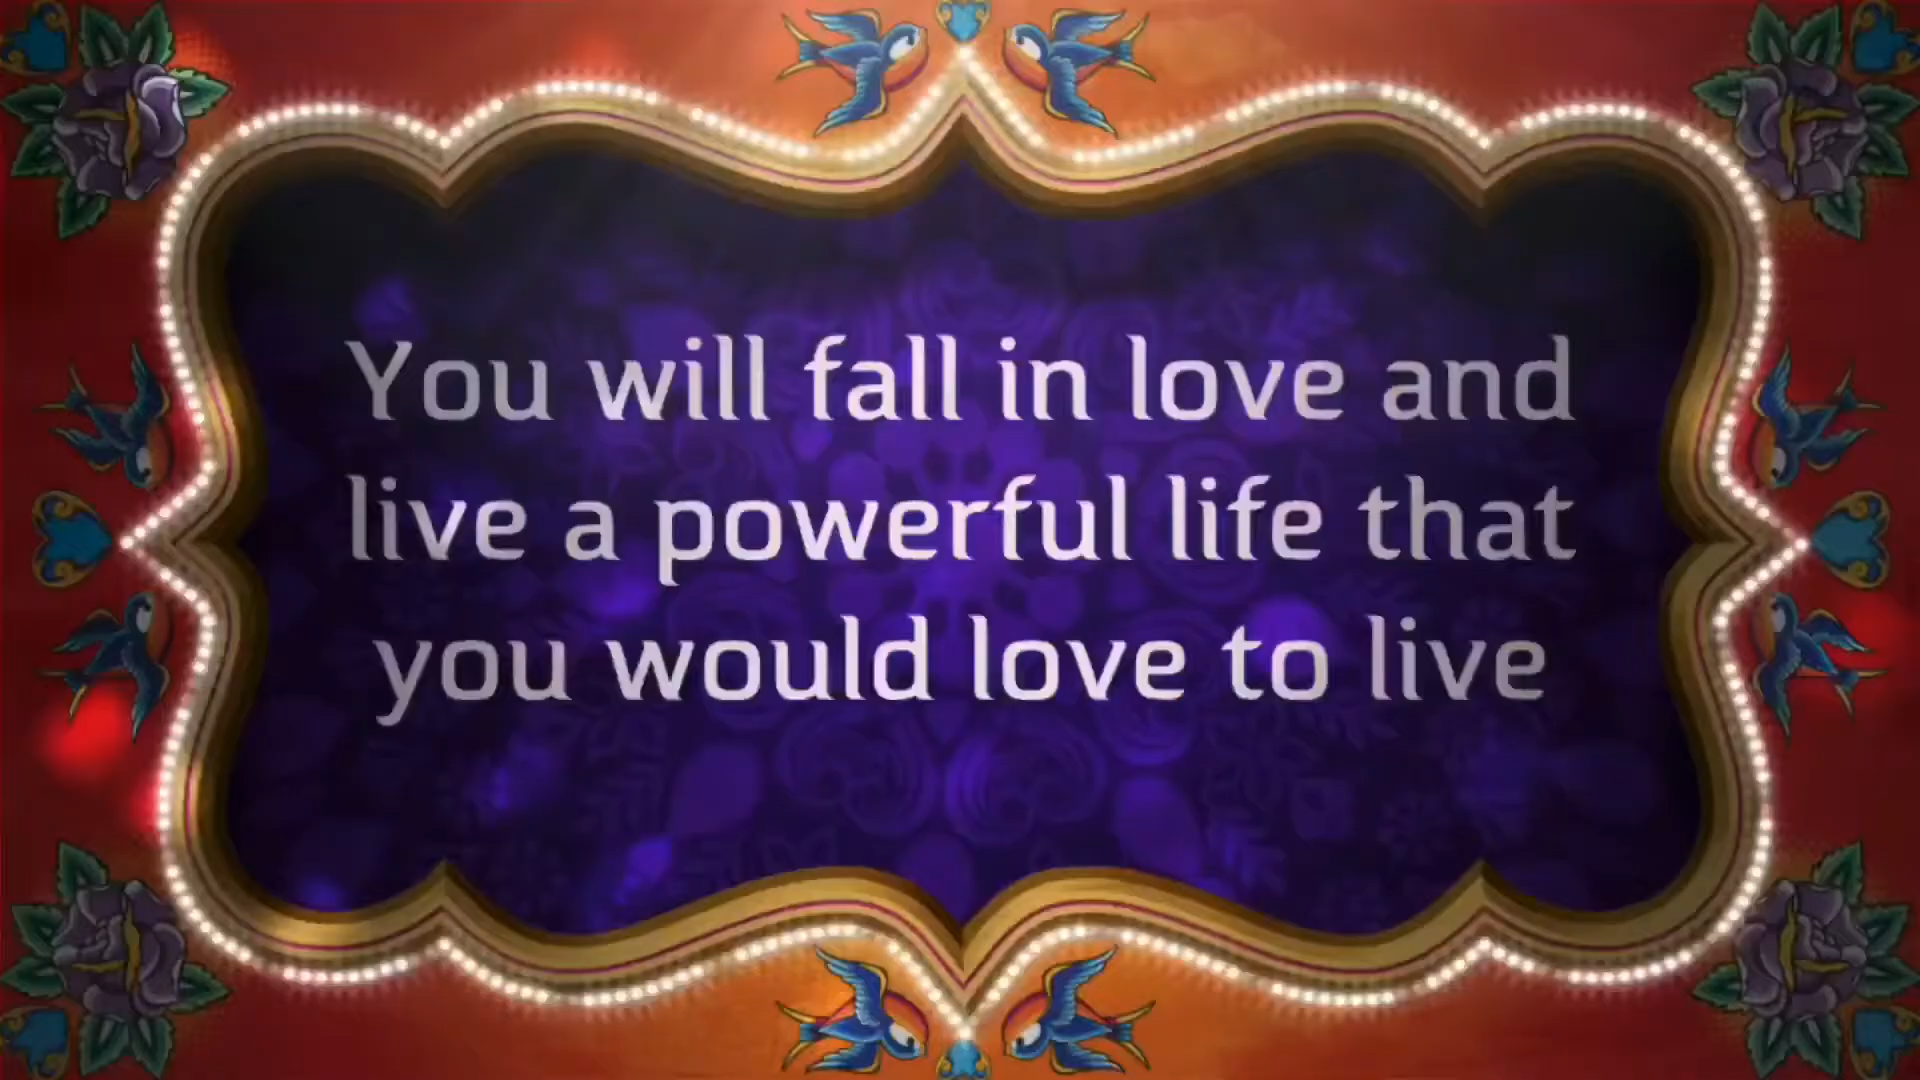 You will fall in love and
live a powerful life that
you would love to live